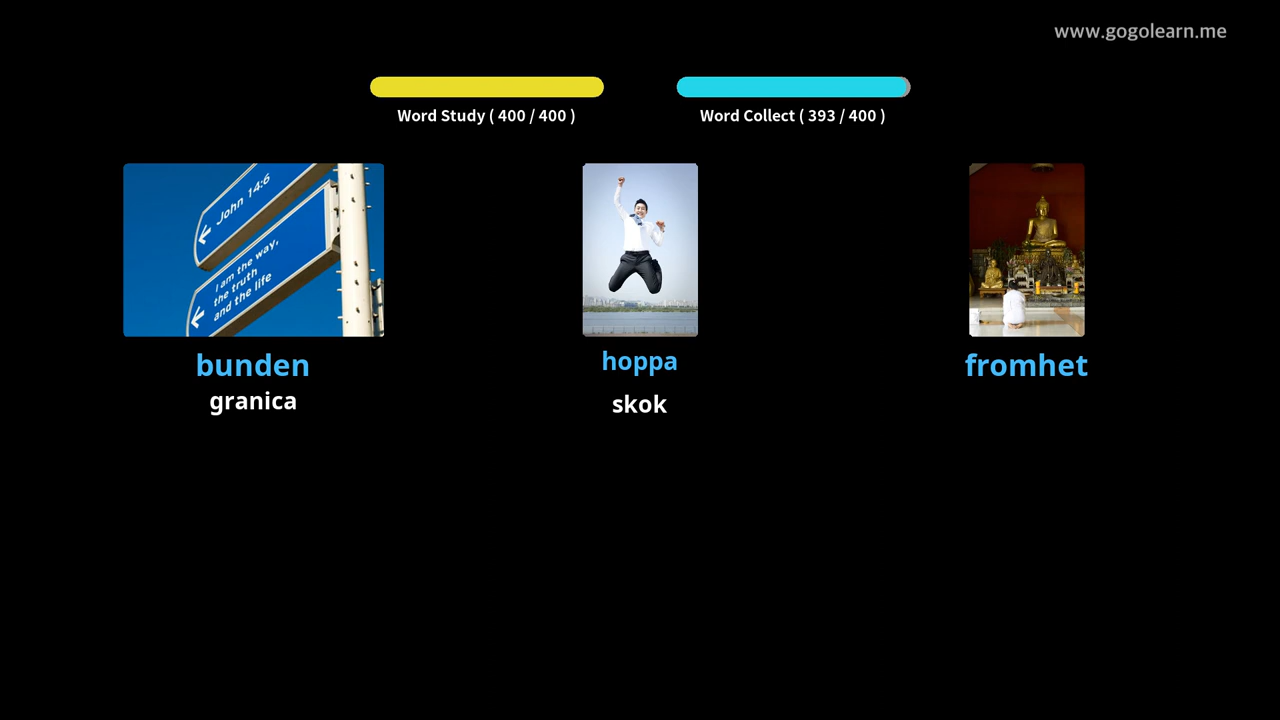 www.gogolearn.me
Word Study ( 400 / 400 )
Word Collect ( 393 / 400 )
John 14:6
I am the way,
the truth
and the life
bunden
granica
hoppa
skok
fromhet